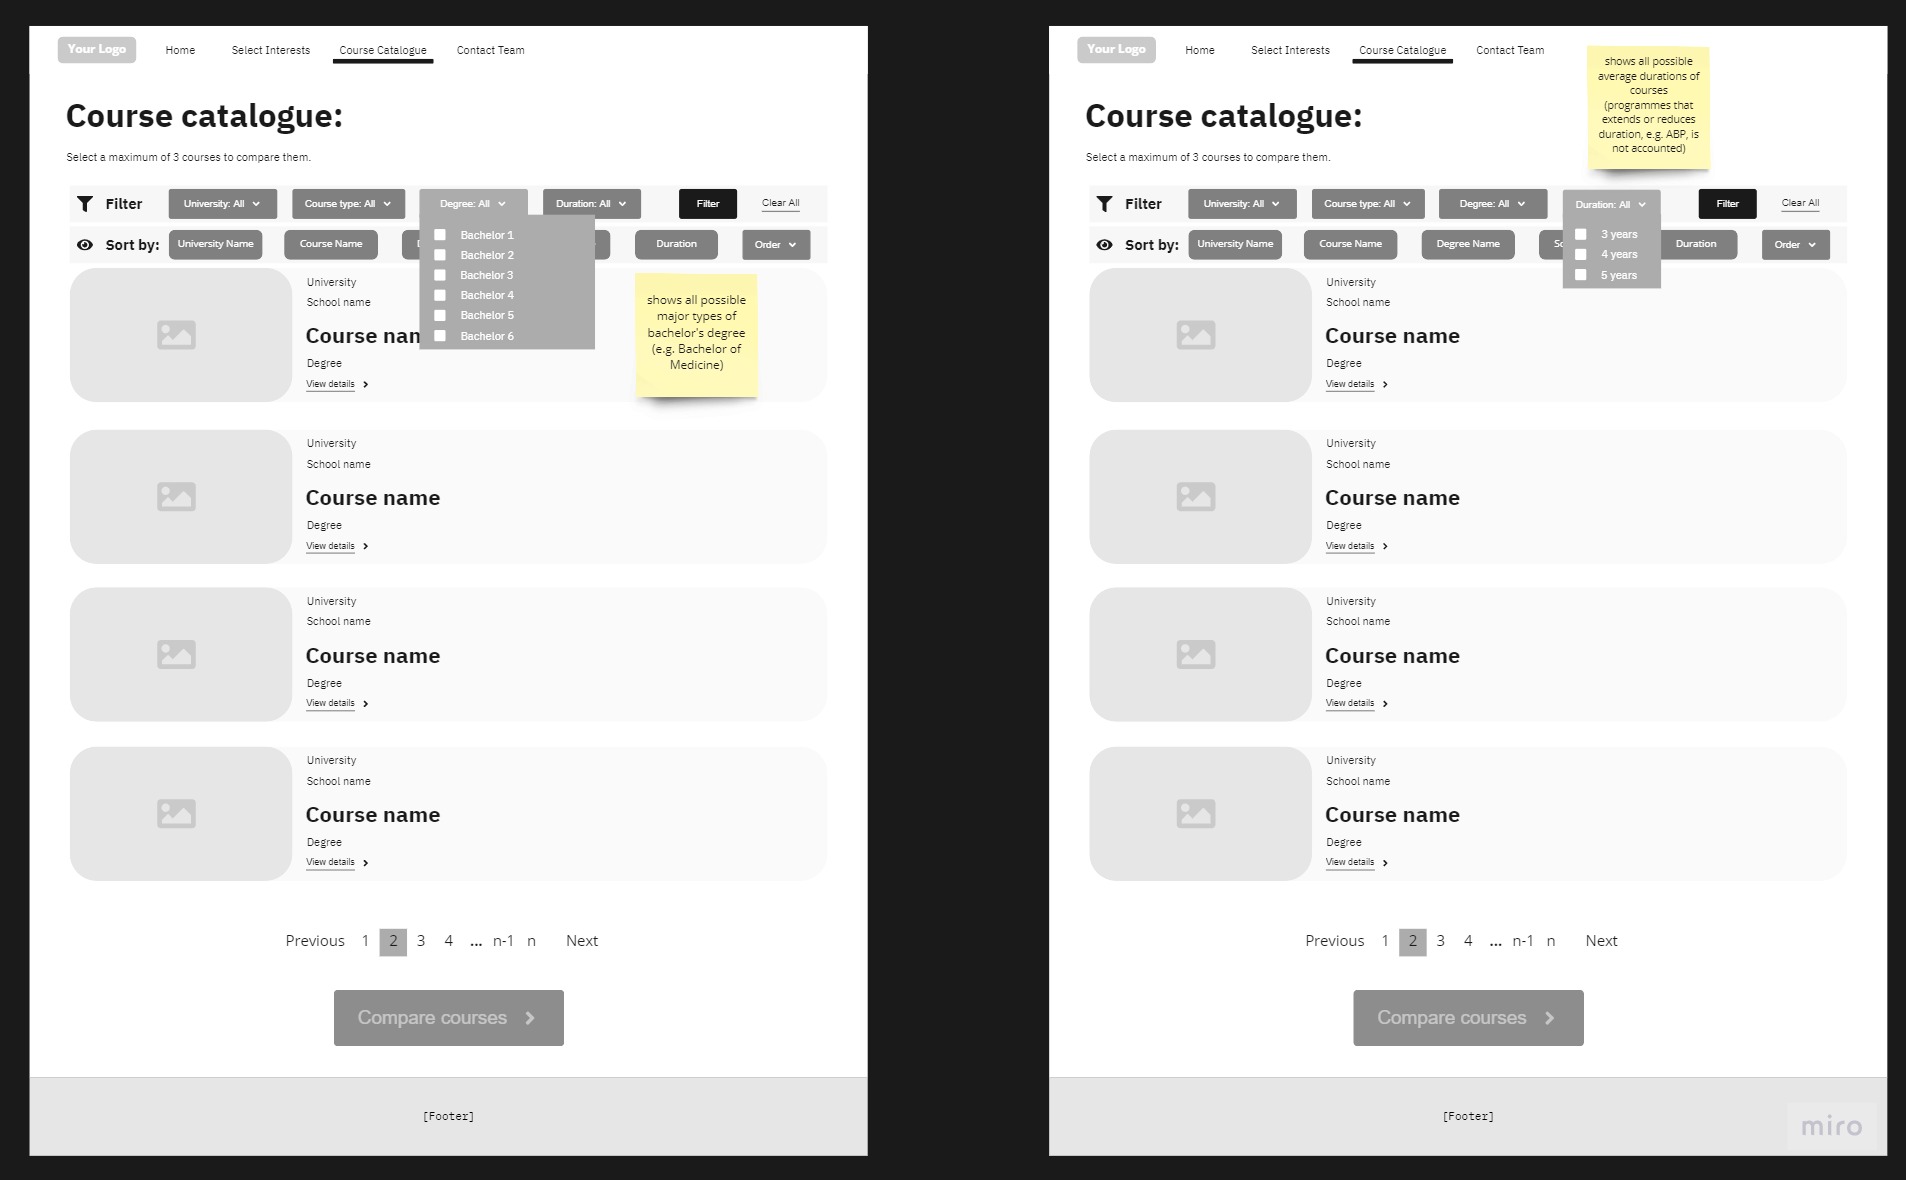 Your Logo
Home
Select Interests
Course Catalogue
Contact Team
Course catalogue:
Select a maximum of 3 courses to compare them.
Filter
University: All
Course type: All
Degree: All
Duration: All
Filter
Clear All
Sort by:
University Name
Course Name
Duration
Order
Bachelor 1
Bachelor 2
Bachelor 3
Bachelor 4
Bachelor 5
Bachelor 6
shows all possible
major types of
bachelor's degree
(e.g. Bachelor of
Medicine)
University
School name
Course nam
Degree
View details
University
School name
Course name
Degree
View details
University
School name
Course name
Degree
View details
University
School name
Course name
Degree
View details
Previous 1 2 3 4 ... n-1 n Next
Compare courses
[Footer]
Your Logo
Home
Select Interests
Course Catalogue
Contact Team
shows all possible
average durations of
courses
(programmes that
extends or reduces
duration, e.g. ABP, is
not accounted)
Course catalogue:
Select a maximum of 3 courses to compare them.
Filter
University: All
Course type: All
Degree: All
Duration: All
Filter
Clear All
Sort by:
University Name
Course Name
Degree Name
Duration
Order
3 years
4 years
5 years
University
School name
Course name
Degree
View details
University
School name
Course name
Degree
View details
University
School name
Course name
Degree
View details
University
School name
Course name
Degree
View details
Previous 1 2 3 4 ... n-1 n Next
Compare courses
[Footer]
miro